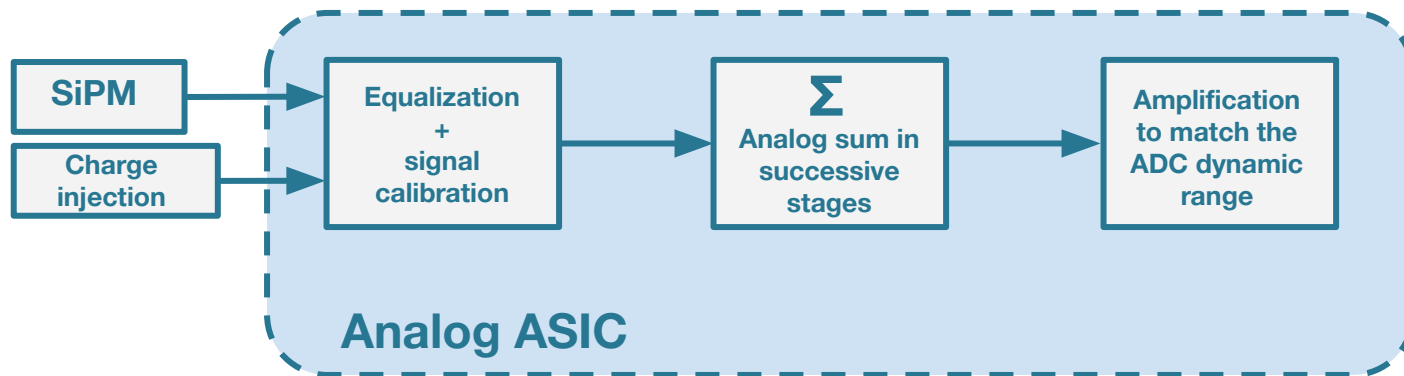 SiPM
Charge
injection
Equalization
+
signal
calibration
Σ
Analog sum in
successive
stages
Amplification
to match the
ADC dynamic
range
Analog ASIC